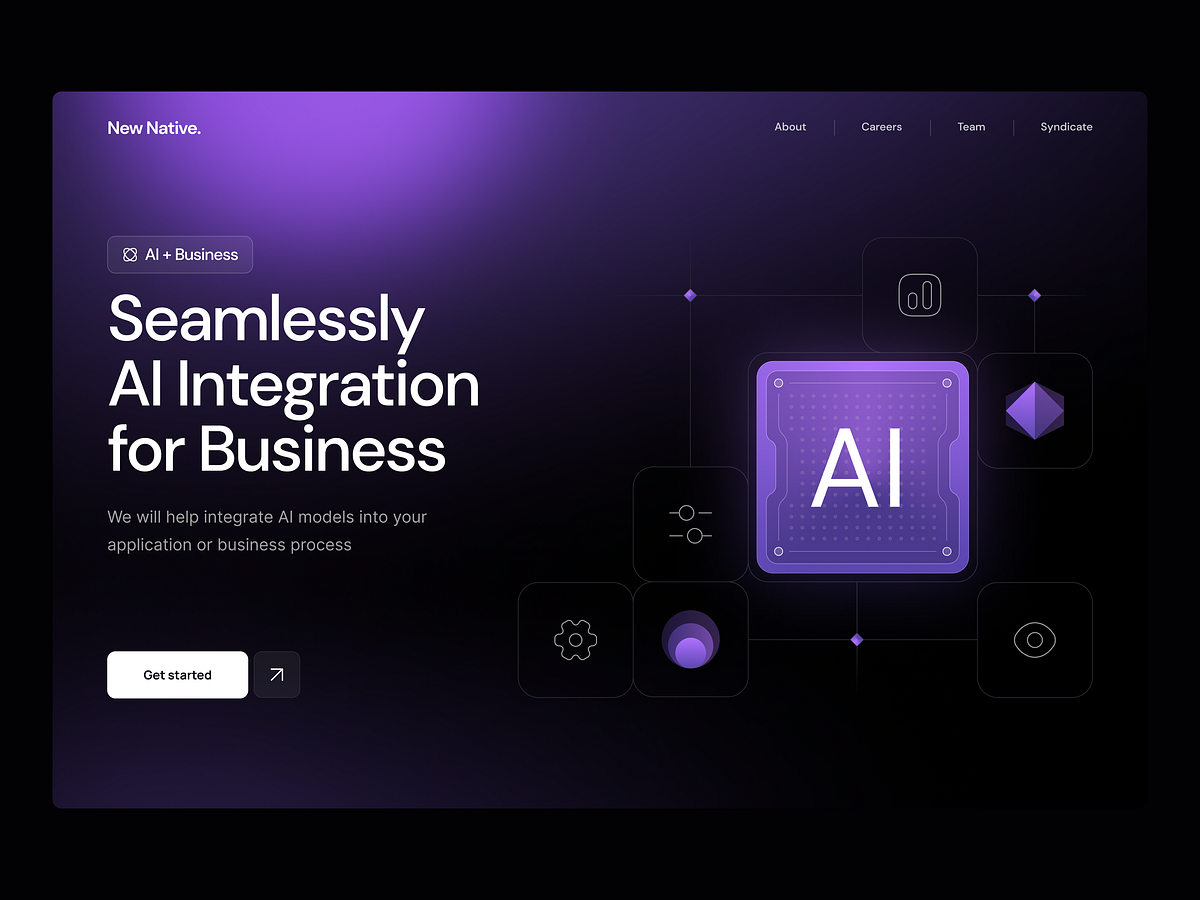 New Native.
About
Careers
Team
Syndicate
AI + Business
Seamlessly
AI Integration
for Business
We will help integrate AI models into your
application or business process
Get started
AI